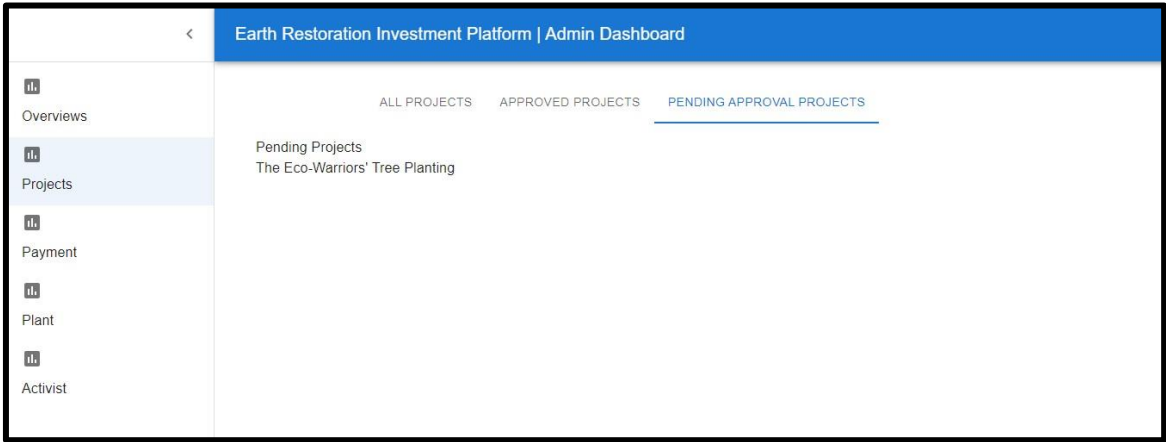 Earth Restoration Investment Platform | Admin Dashboard
Overviews
Projects
Payment
Plant
Activist
ALL PROJECTS APPROVED PROJECTS PENDING APPROVAL PROJECTS
Pending Projects
The Eco-Warriors' Tree Planting